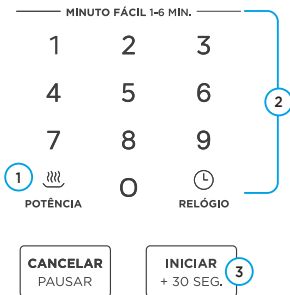 MINUTO FÁCIL 1-6 MIN.
1 2 3
4 5 6
2
7 8 9
1
0
POTÊNCIA RELÓGIO
CANCELAR INICIAR
PAUSAR + 30 SEG.
3